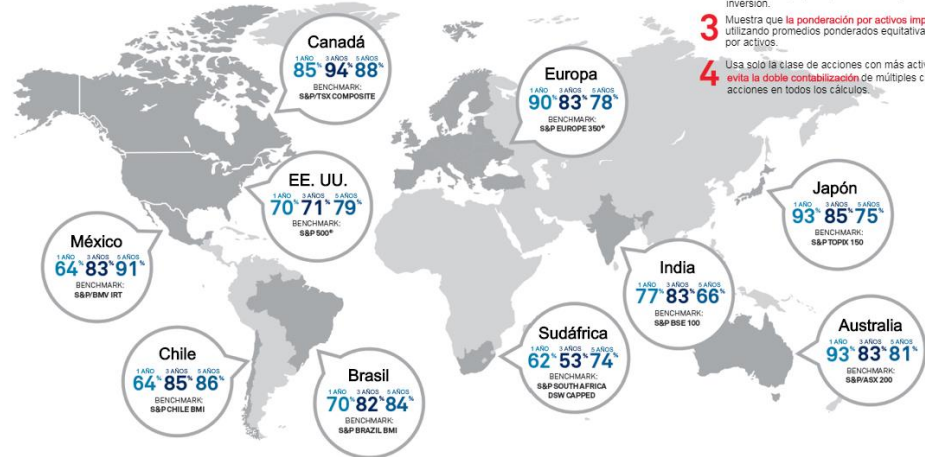 inversión.
3 Muestra que la ponderación por activos
utilizando promedios ponderados
por activos.
4 Usa solo la clase de acciones con más
evita la doble contabilización de múltiples
acciones en todos los cálculos.
Canadá
1 AÑO 3 AÑOS 5 AÑOS
85% 94% 88%
BENCHMARK:
S&P/TSX COMPOSITE
Europa
1 AÑO 3 AÑOS 5 AÑOS
90% 83% 78%
BENCHMARK:
S&P EUROPE 350®
EE. UU.
1 AÑO 3 AÑOS 5 AÑOS
70% 71% 79%
BENCHMARK:
S&P 500®
Japón
1 AÑO 3 AÑOS 5 AÑOS
93% 85% 75%
BENCHMARK:
S&P TOPIX 150
México
1 AÑO 3 AÑOS 5 AÑOS
64% 83% 91%
BENCHMARK:
S&P/BMV IRT
India
1 AÑO 3 AÑOS 5 AÑOS
77% 83% 66%
BENCHMARK:
S&P BSE 100
Chile
1 AÑO 3 AÑOS 5 AÑOS
64% 85% 86%
BENCHMARK:
S&P CHILE BMI
Brasil
1 AÑO 3 AÑOS 5 AÑOS
70% 82% 84%
BENCHMARK:
S&P BRAZIL BMI
Sudáfrica
1 AÑO 3 AÑOS 5 AÑOS
62% 53% 74%
BENCHMARK:
S&P SOUTH AFRICA
DSW CAPPED
Australia
1 AÑO 3 AÑOS 5 AÑOS
93% 83% 81%
BENCHMARK:
S&P/ASX 200